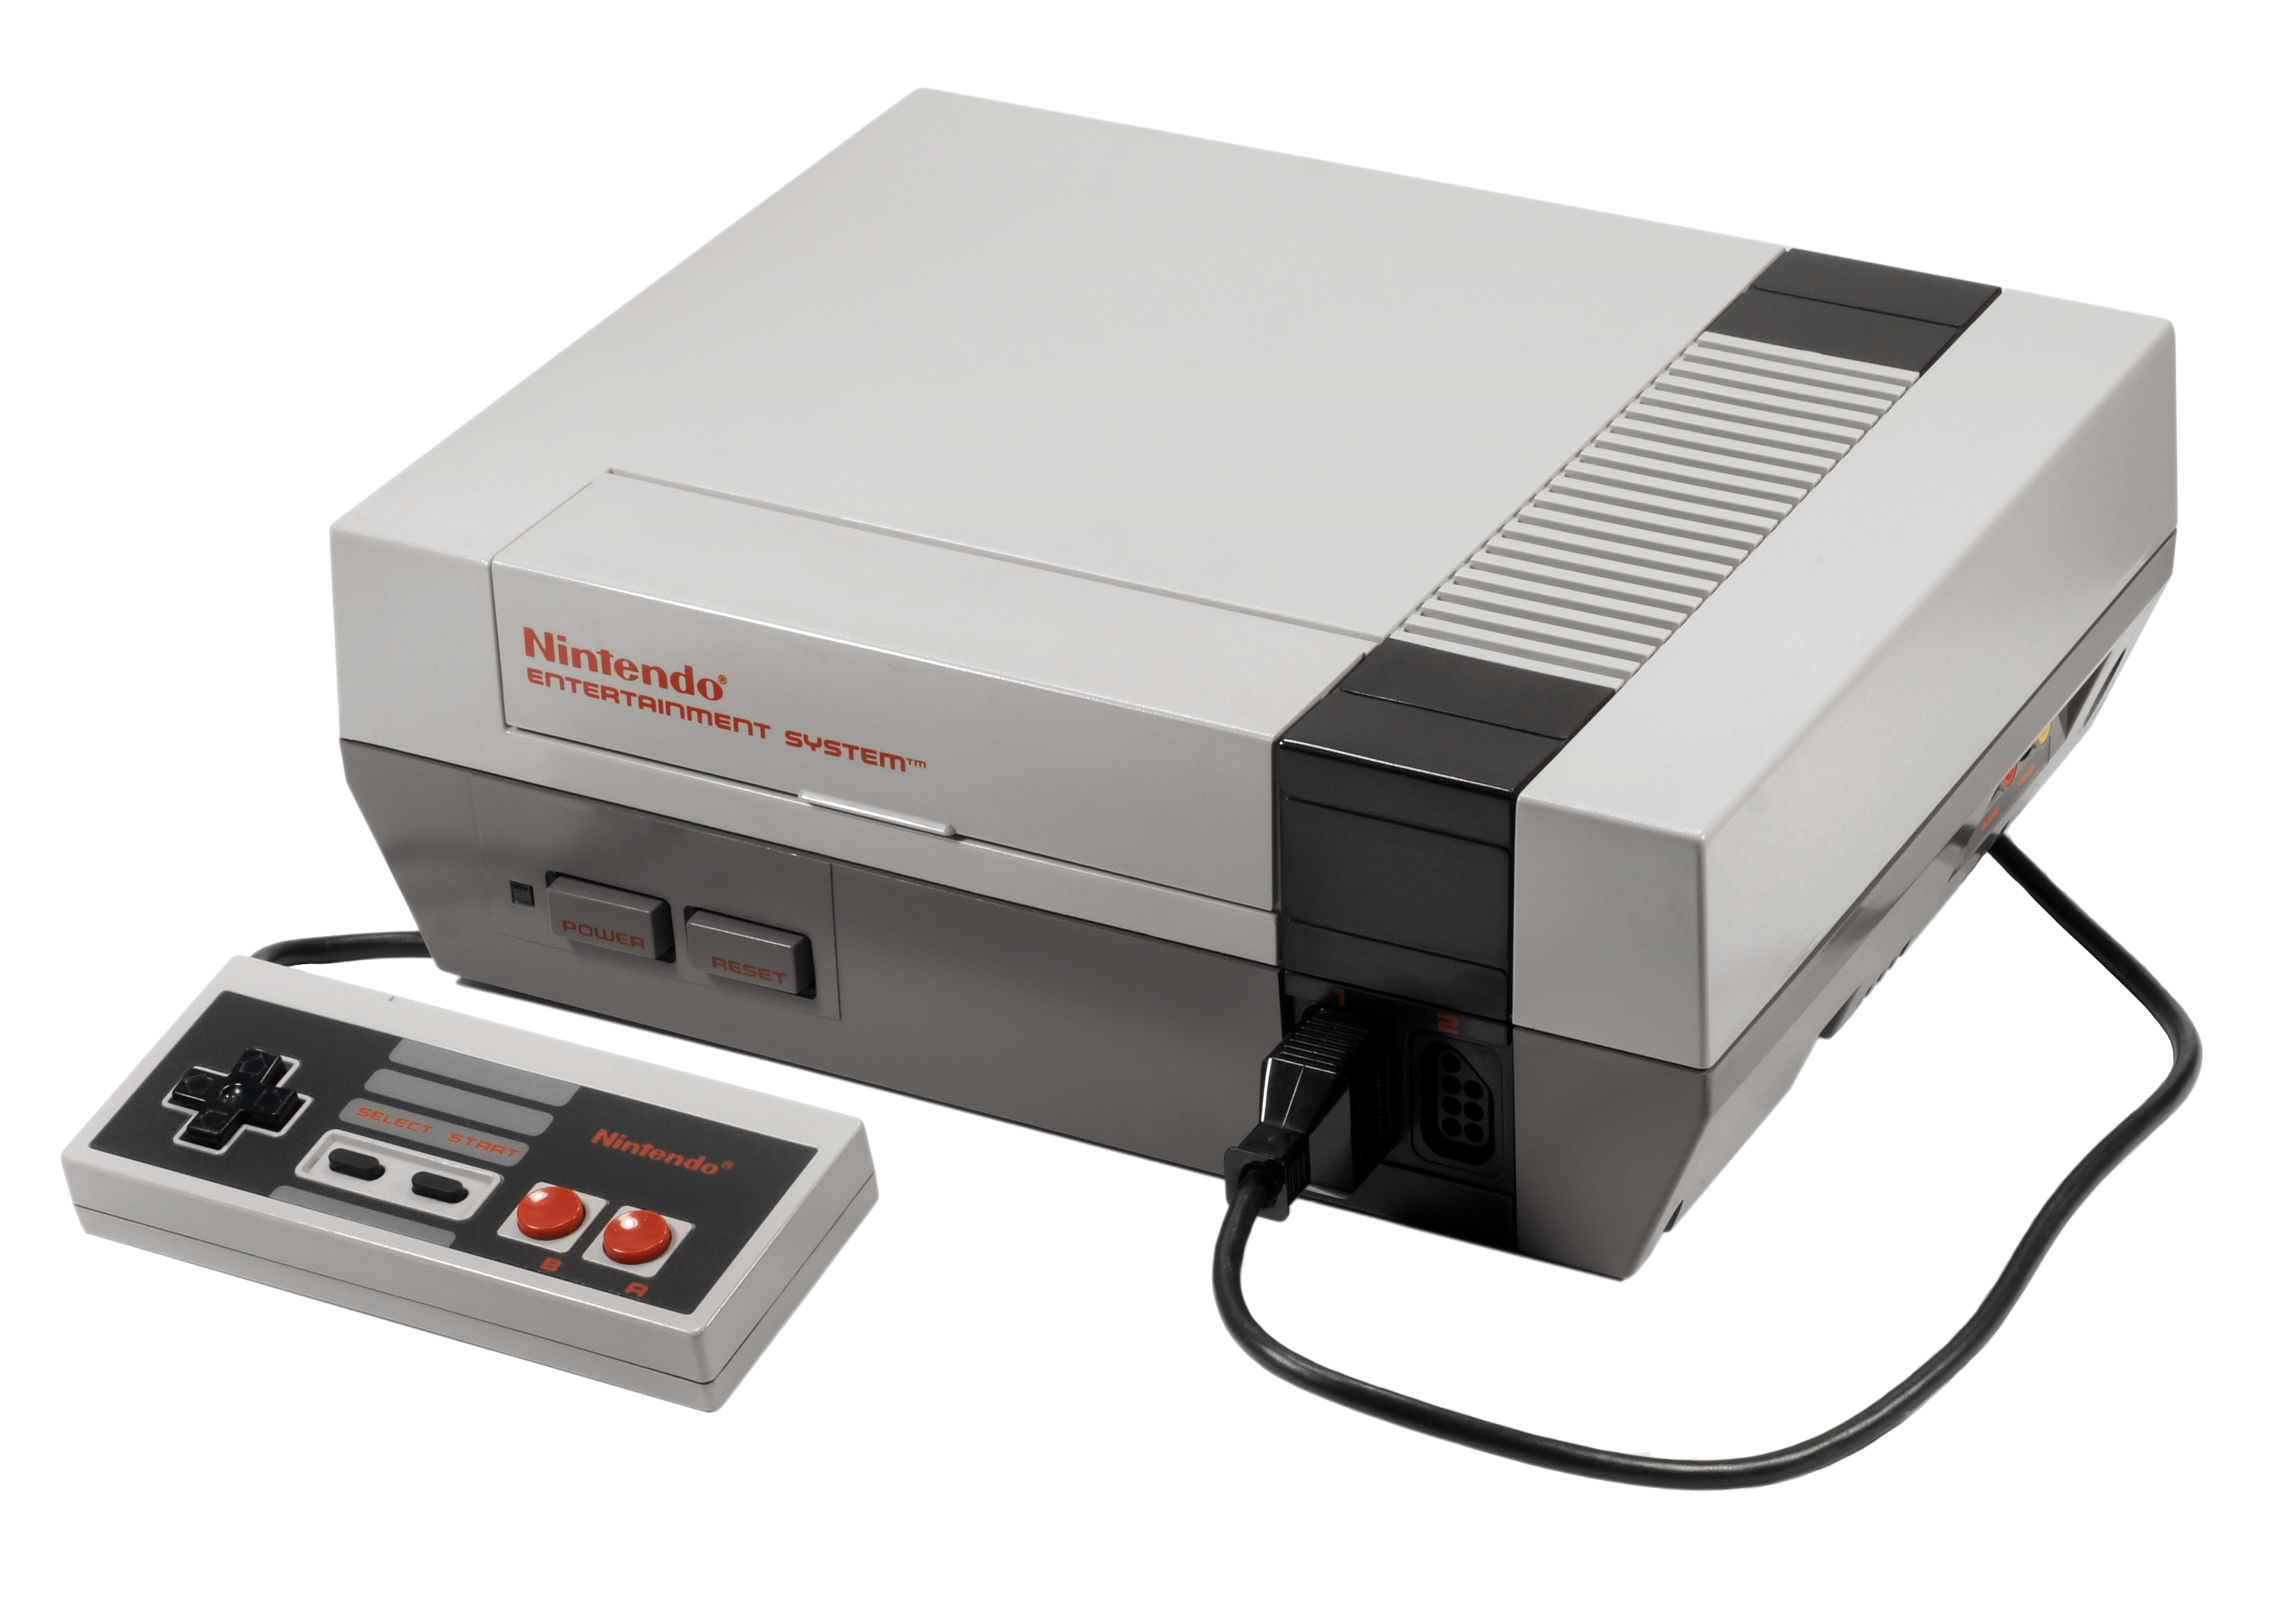 Nintendo®
ENTERTAINMENT SYSTEM™
POWER
RESET
1
2
SELECT START
Nintendo®
B
A